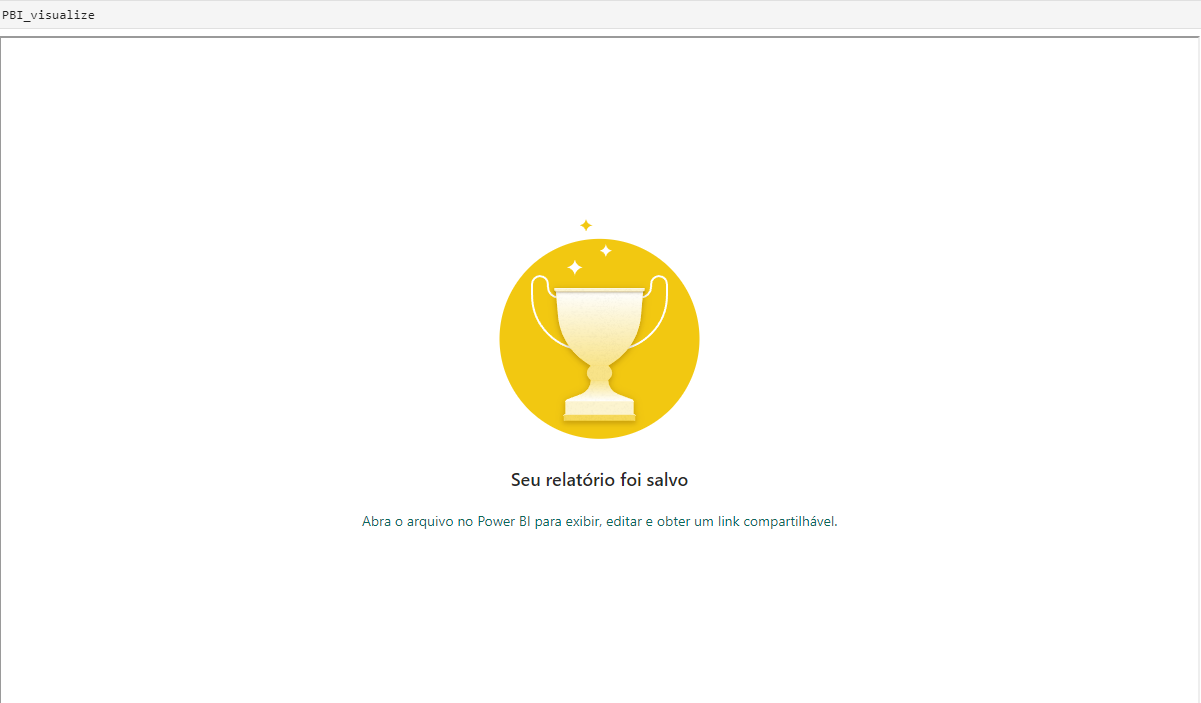 PBI_visualize
Seu relatório foi salvo
Abra o arquivo no Power BI para exibir, editar e obter um link compartilhável.